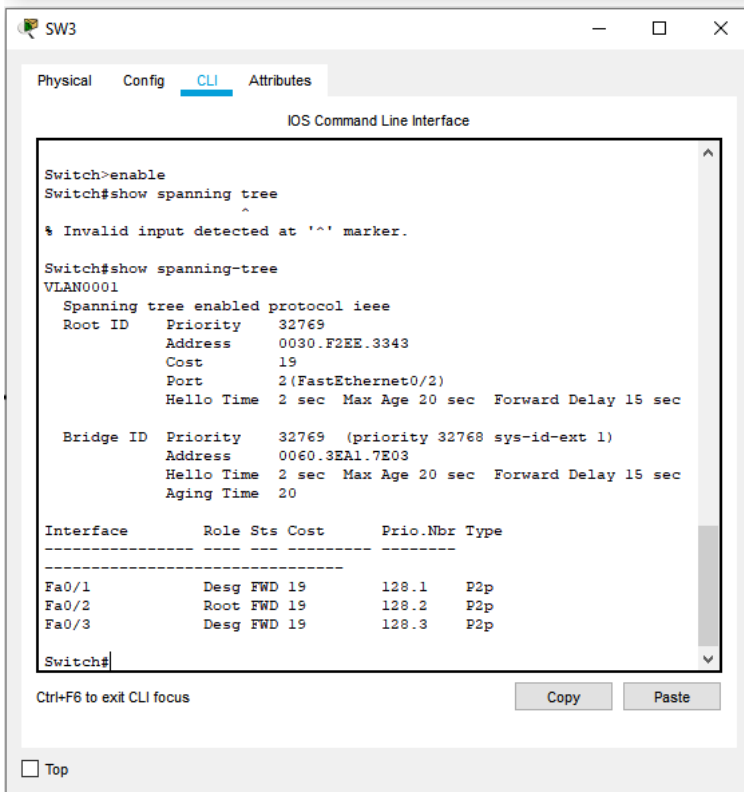 SW3
Physical Config CLI Attributes
IOS Command Line Interface
Switch>enable
Switch#show spanning tree
^
% Invalid input detected at '^' marker.
Switch#show spanning-tree
VLAN0001
Spanning tree enabled protocol ieee
Root ID Priority 32769
Address 0030.F2EE.3343
Cost 19
Port 2(FastEthernet0/2)
Hello Time 2 sec Max Age 20 sec Forward Delay 15 sec
Bridge ID Priority 32769 (priority 32768 sys-id-ext 1)
Address 0060.3EA1.7E03
Hello Time 2 sec Max Age 20 sec Forward Delay 15 sec
Aging Time 20
Interface Role Sts Cost Prio.Nbr Type
---------------- ---- --- --------- --------
--------------------------------
Fa0/1 Desg FWD 19 128.1 P2p
Fa0/2 Root FWD 19 128.2 P2p
Fa0/3 Desg FWD 19 128.3 P2p
Switch#
Ctrl+F6 to exit CLI focus Copy Paste
Top